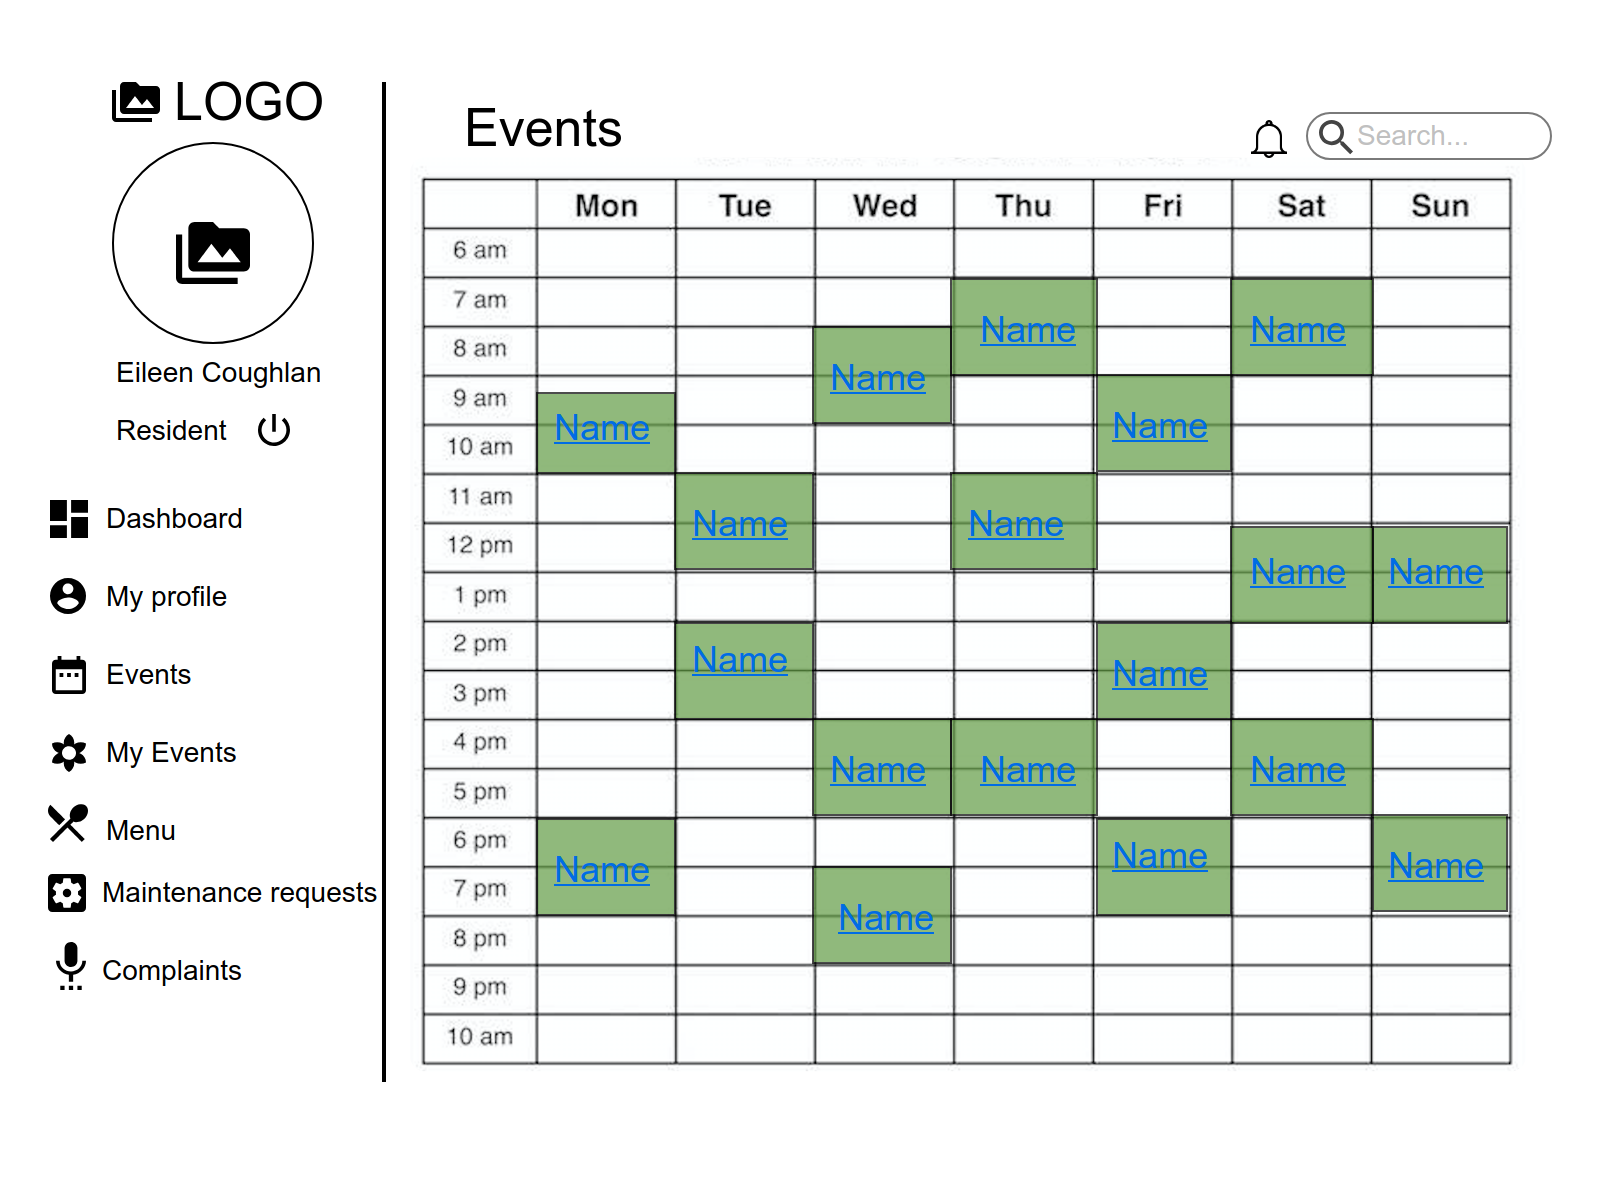 LOGO
Eileen Coughlan
Resident
Dashboard
My profile
Events
My Events
Menu
Maintenance requests
Complaints
Events
Search...
Mon Tue Wed Thu Fri Sat Sun
6 am
7 am
Name Name
8 am
Name
9 am
Name Name
10 am
11 am
Name Name
12 pm
Name Name
1 pm
2 pm
Name Name
3 pm
4 pm
Name Name Name
5 pm
6 pm
Name Name Name
7 pm
Name
8 pm
9 pm
10 am